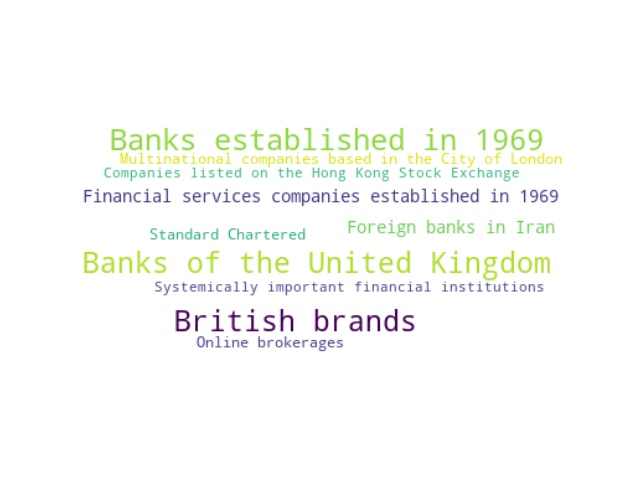 Banks established in 1969
Multinational companies based in the City of London
Companies listed on the Hong Kong Stock Exchange
Financial services companies established in 1969
Foreign banks in Iran
Standard Chartered
Banks of the United Kingdom
Systemically important financial institutions
British brands
Online brokerages